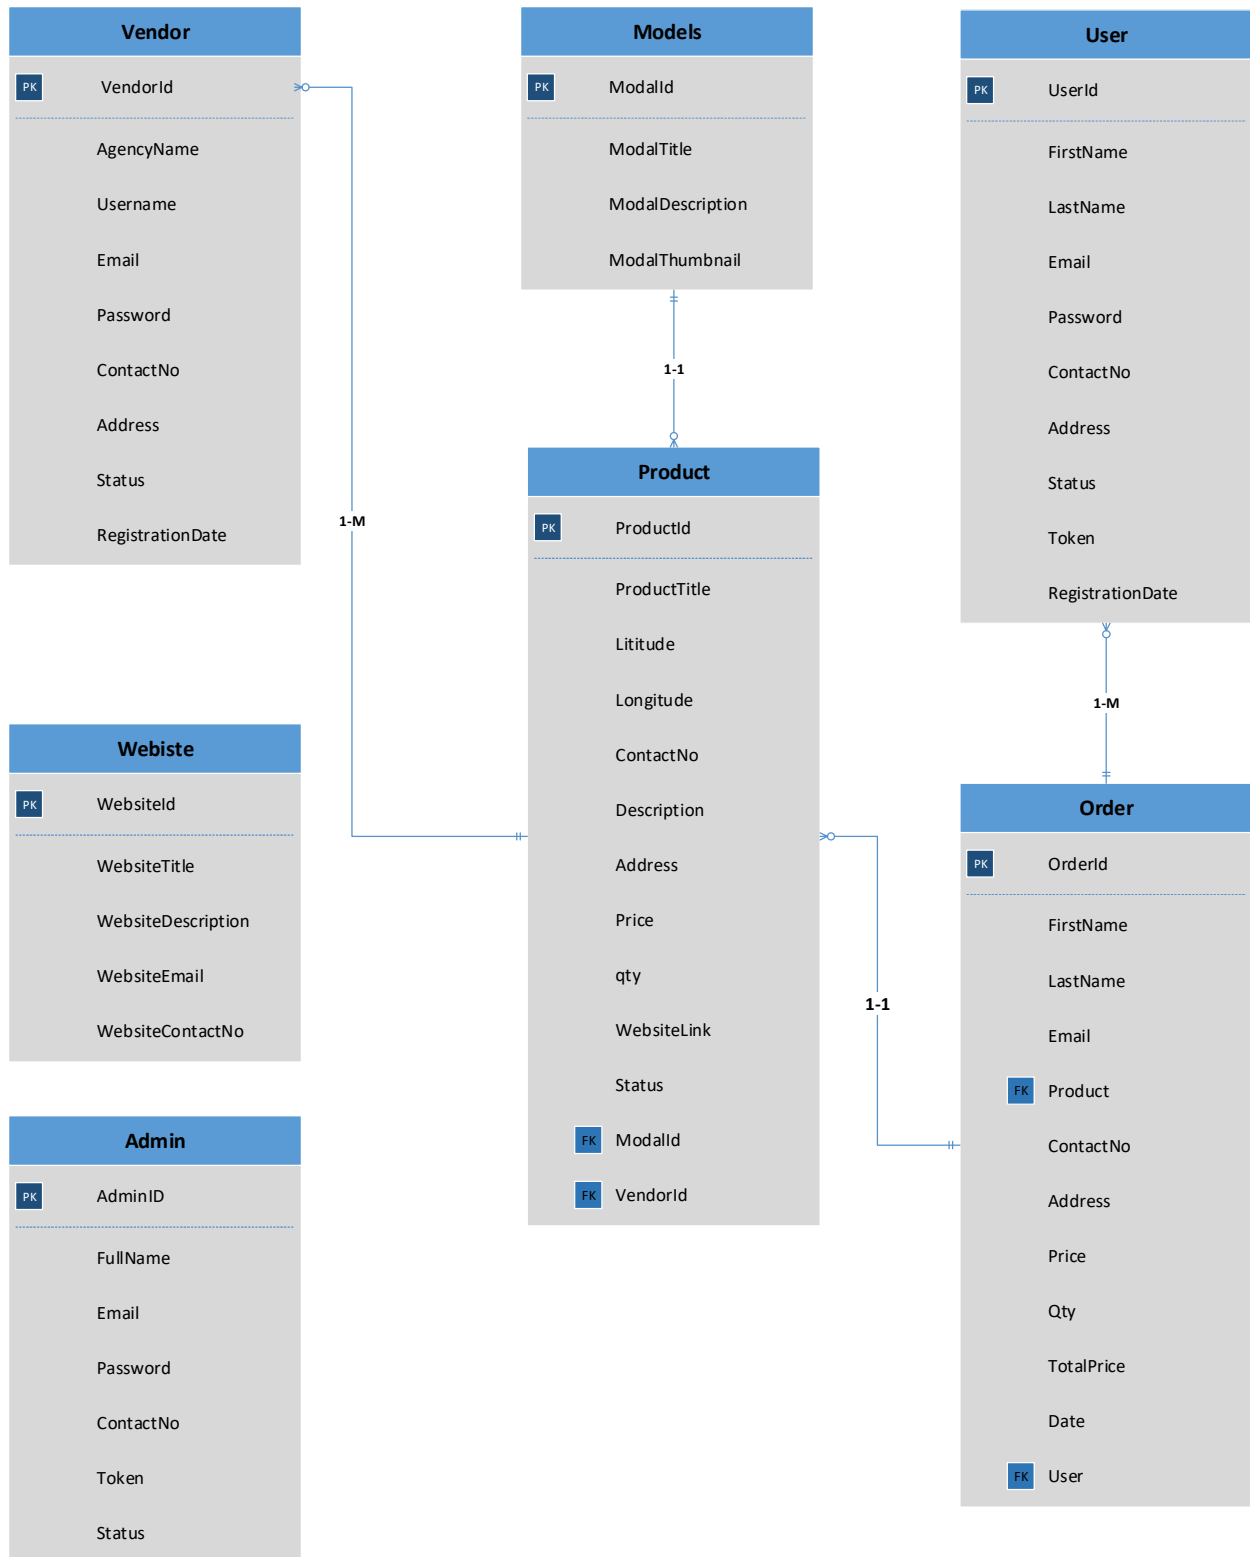 Vendor
PK VendorId
AgencyName
Username
Email
Password
ContactNo
Address
Status
RegistrationDate
Models
PK ModalId
ModalTitle
ModalDescription
ModalThumbnail
User
PK UserId
FirstName
LastName
Email
Password
ContactNo
Address
Status
Token
RegistrationDate
1-1
1-M
1-M
Product
PK ProductId
ProductTitle
Lititude
Longitude
ContactNo
Description
Address
Price
qty
WebsiteLink
Status
FK ModalId
FK VendorId
1-1
Webiste
PK WebsiteId
WebsiteTitle
WebsiteDescription
WebsiteEmail
WebsiteContactNo
Order
PK OrderId
FirstName
LastName
Email
FK Product
ContactNo
Address
Price
Qty
TotalPrice
Date
FK User
Admin
PK AdminID
FullName
Email
Password
ContactNo
Token
Status